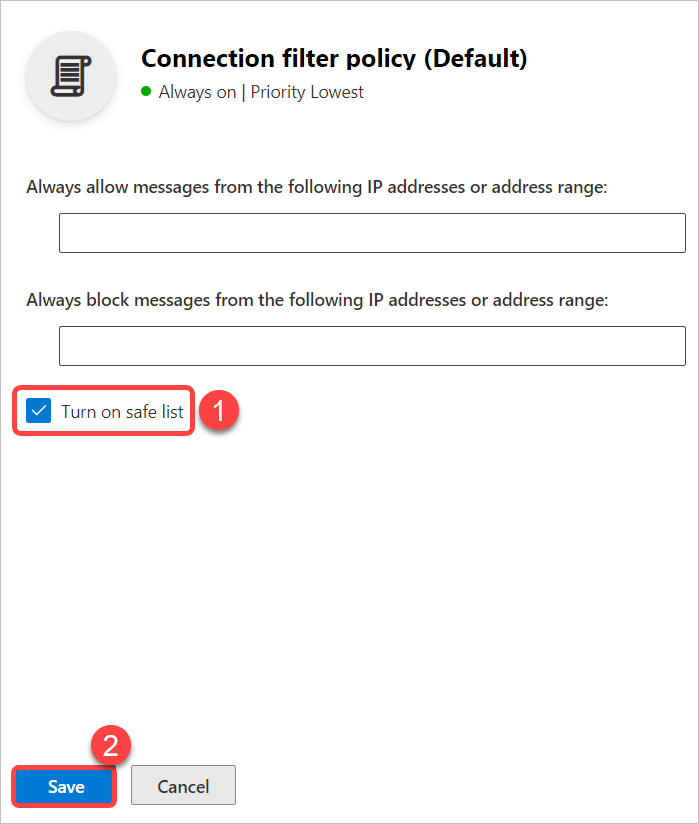 Connection filter policy (Default)
Always on | Priority Lowest
Always allow messages from the following IP addresses or address range:
Always block messages from the following IP addresses or address range:
Turn on safe list
1
2
Save
Cancel